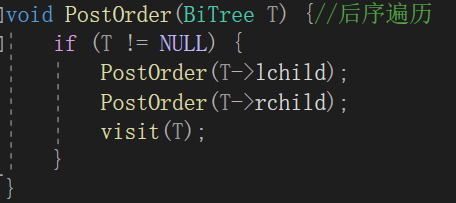 void PostOrder(BiTree T) {//后序遍历
if (T != NULL) {
PostOrder(T->lchild);
PostOrder(T->rchild);
visit(T);
}
}